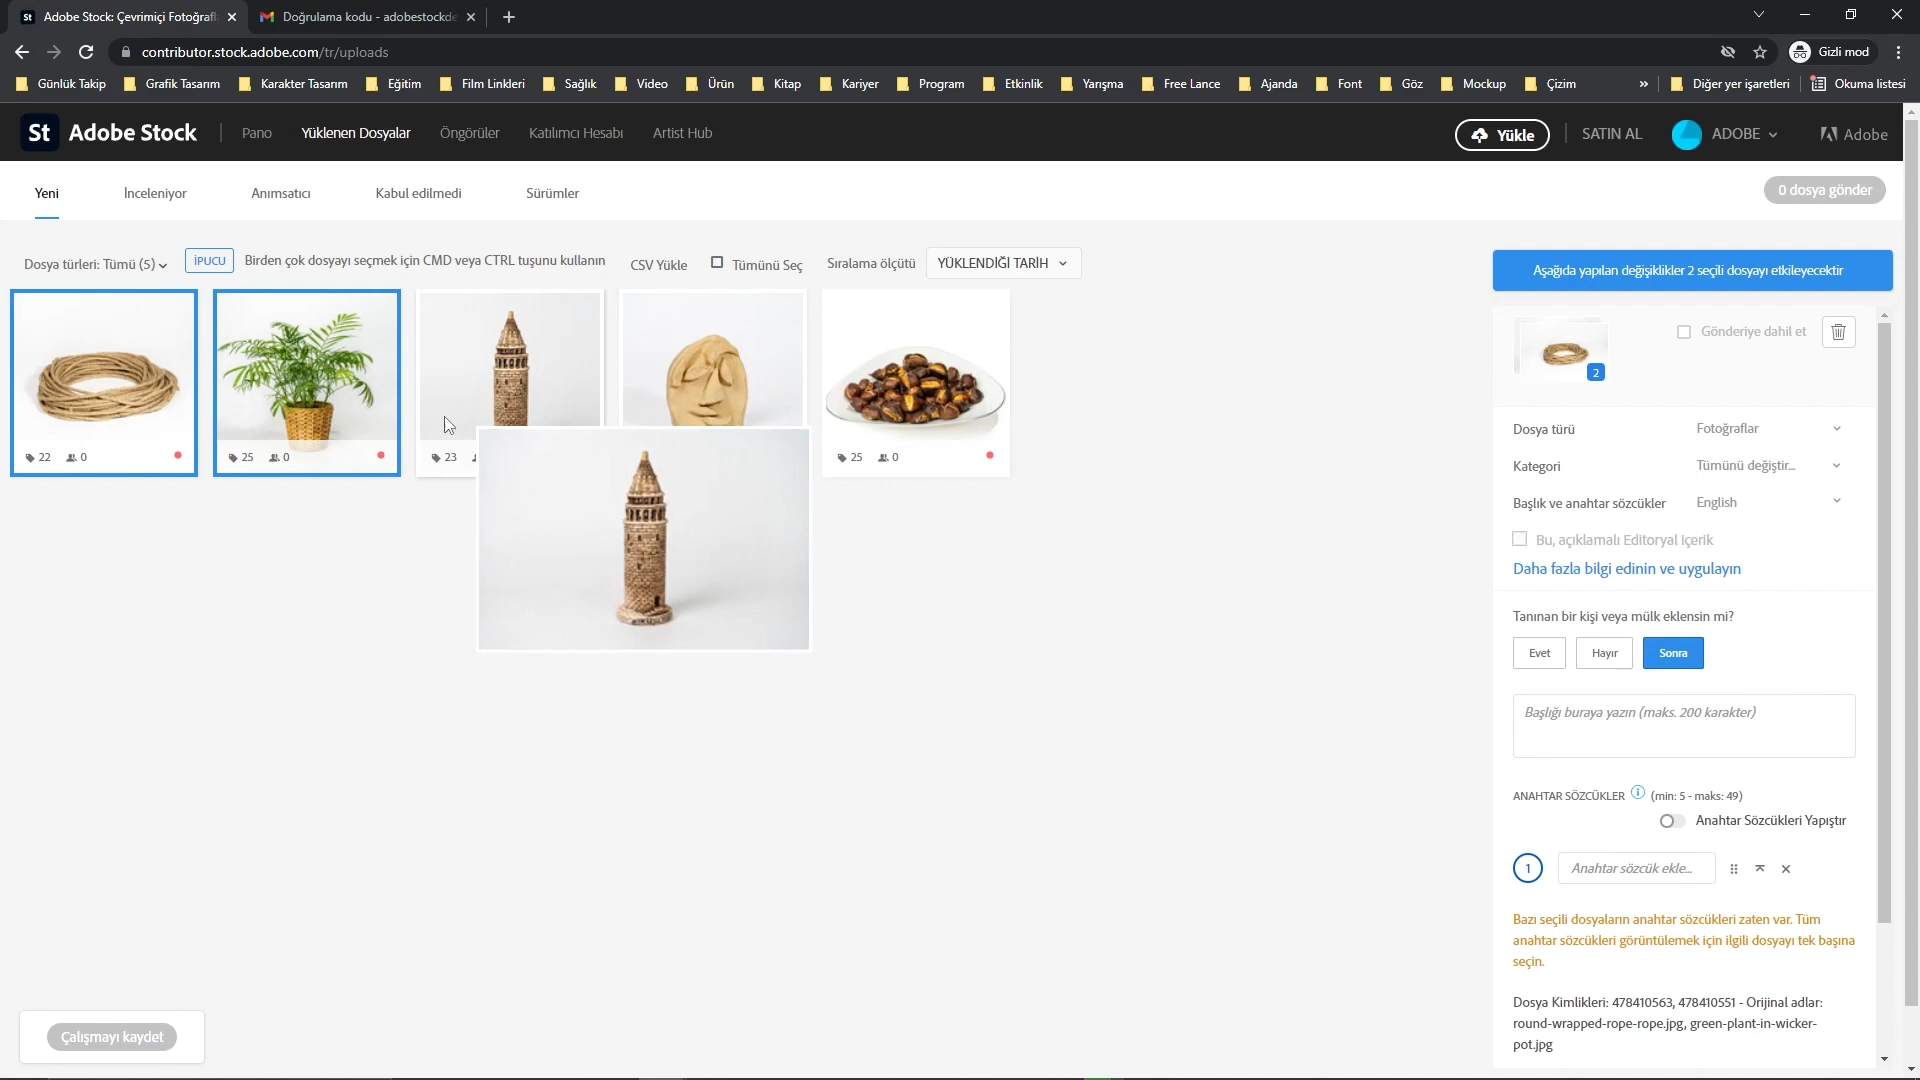 Adobe Stock: Çevrimiçi Fotoğrafl
Doğrulama kodu - adobestockde
contributor.stock.adobe.com/tr/uploads
Gizli mod
Günlük Takip
Grafik Tasarım
Karakter Tasarım
Eğitim
Film Linkleri
Sağlık
Video
Ürün
Kitap
Kariyer
Program
Etkinlik
Yarışma
Free Lance
Ajanda
Font
Göz
Mockup
Çizim
»
Diğer yer işaretleri
Okuma listesi
St Adobe Stock
Pano
Yüklenen Dosyalar
Öngörüler
Katılımcı Hesabı
Artist Hub
Yükle
SATIN AL
ADOBE
Adobe
Yeni
İnceleniyor
Anımsatıcı
Kabul edilmedi
Sürümler
0 dosya gönder
Dosya türleri: Tümü (5)
İPUCU
Birden çok dosyayı seçmek için CMD veya CTRL tuşunu kullanın
CSV Yükle
Tümünü Seç
Sıralama ölçütü
YÜKLENDİĞİ TARİH
22 0
25 0
23
25 0
Aşağıda yapılan değişiklikler 2 seçili dosyayı etkileyecektir
2
Gönderiye dahil et
Dosya türü
Fotoğraflar
Kategori
Tümünü değiştir...
Başlık ve anahtar sözcükler
English
Bu, açıklamalı Editoryal içerik
Daha fazla bilgi edinin ve uygulayın
Tanınan bir kişi veya mülk eklensin mi?
Evet
Hayır
Sonra
Başlığı buraya yazın (maks. 200 karakter)
ANAHTAR SÖZCÜKLER (min: 5 - maks: 49)
Anahtar Sözcükleri Yapıştır
1
Anahtar sözcük ekle...
Bazı seçili dosyaların anahtar sözcükleri zaten var. Tüm
anahtar sözcükleri görüntülemek için ilgili dosyayı tek başına
seçin.
Dosya Kimlikleri: 478410563, 478410551 - Orijinal adlar:
round-wrapped-rope-rope.jpg, green-plant-in-wicker-
pot.jpg
Çalışmayı kaydet